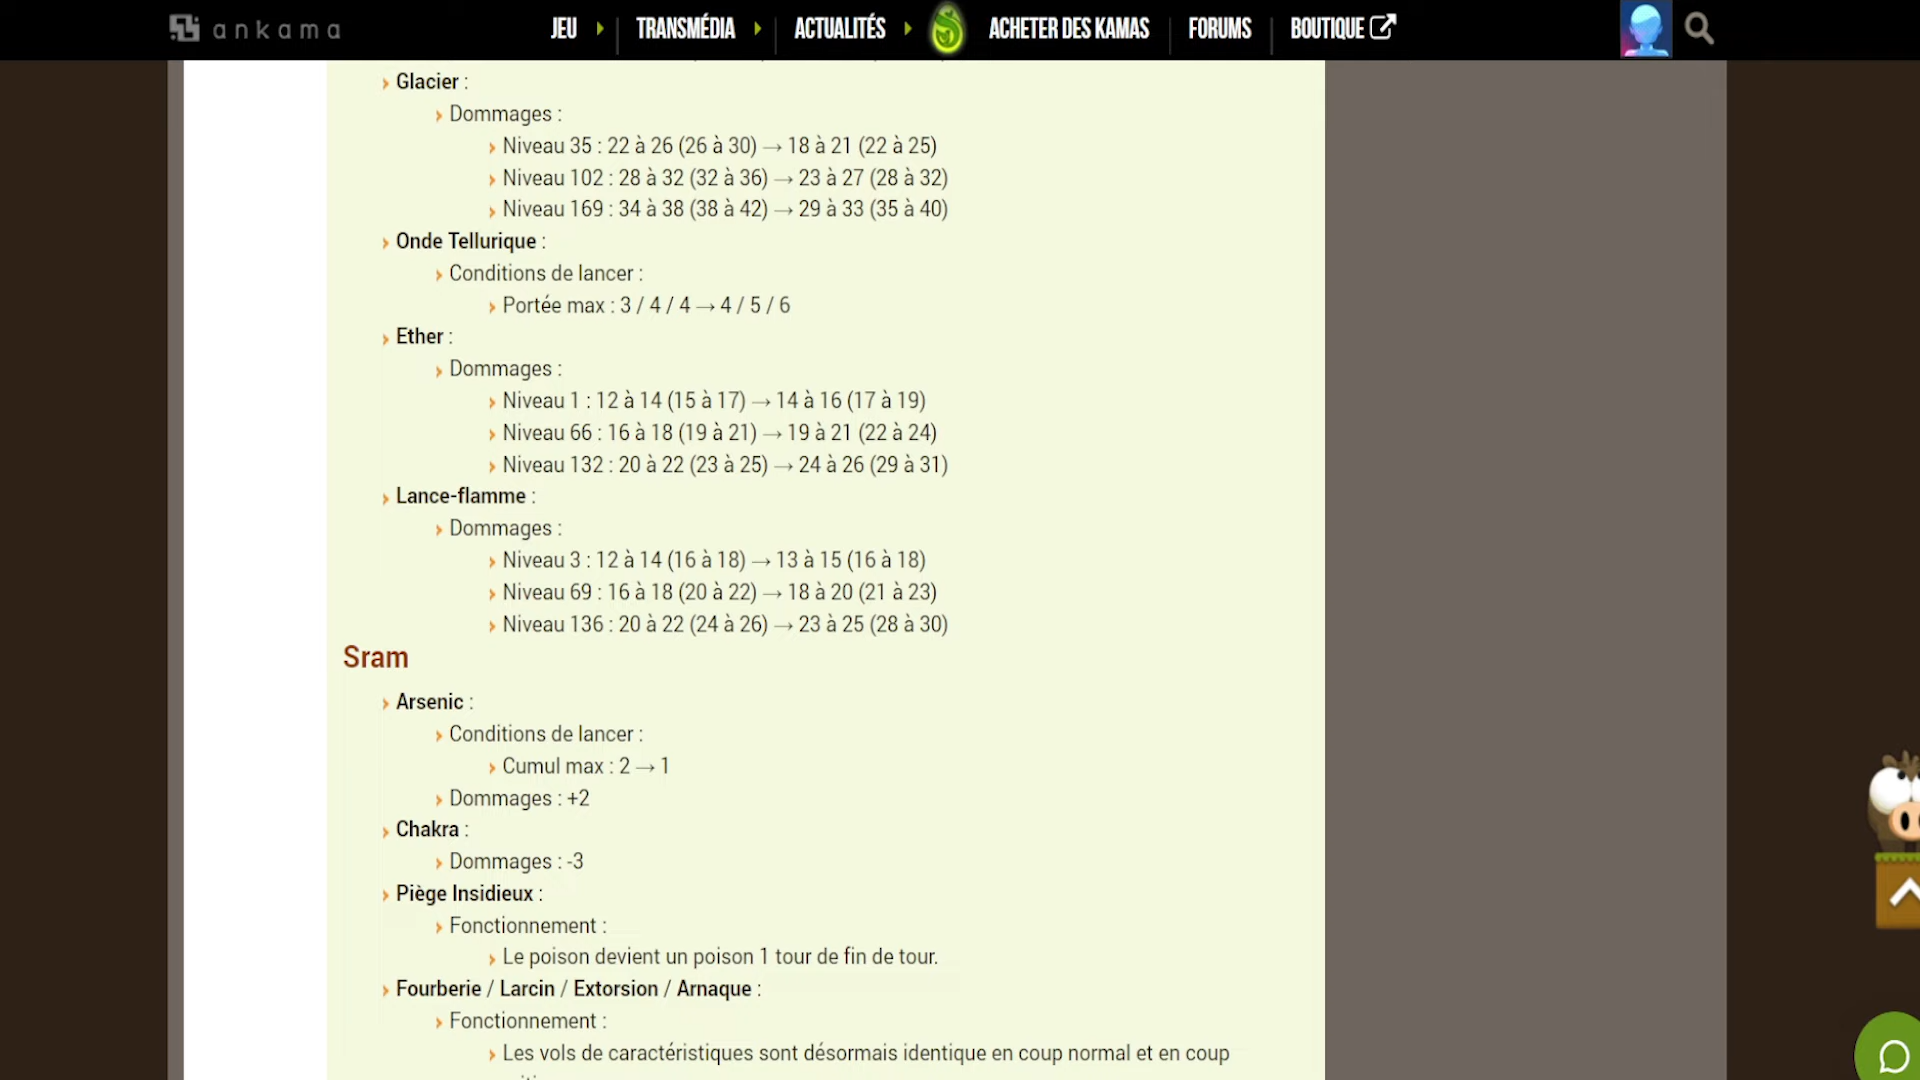 ankama
JEU
TRANSMÉDIA
ACTUALITÉS
ACHETER DES KAMAS
FORUMS
BOUTIQUE
Glacier :
Dommages :
Niveau 35 : 22 à 26 (26 à 30) → 18 à 21 (22 à 25)
Niveau 102 : 28 à 32 (32 à 36) → 23 à 27 (28 à 32)
Niveau 169 : 34 à 38 (38 à 42) → 29 à 33 (35 à 40)
Onde Tellurique :
Conditions de lancer :
Portée max : 3 / 4 / 4 → 4 / 5 / 6
Ether :
Dommages :
Niveau 1 : 12 à 14 (15 à 17) → 14 à 16 (17 à 19)
Niveau 66 : 16 à 18 (19 à 21) → 19 à 21 (22 à 24)
Niveau 132 : 20 à 22 (23 à 25) → 24 à 26 (29 à 31)
Lance-flamme :
Dommages :
Niveau 3 : 12 à 14 (16 à 18) → 13 à 15 (16 à 18)
Niveau 69 : 16 à 18 (20 à 22) → 18 à 20 (21 à 23)
Niveau 136 : 20 à 22 (24 à 26) → 23 à 25 (28 à 30)
Sram
Arsenic :
Conditions de lancer :
Cumul max : 2 → 1
Dommages : +2
Chakra :
Dommages : -3
Piège Insidieux :
Fonctionnement :
Le poison devient un poison 1 tour de fin de tour.
Fourberie / Larcin / Extorsion / Arnaque :
Fonctionnement :
Les vols de caractéristiques sont désormais identique en coup normal et en coup